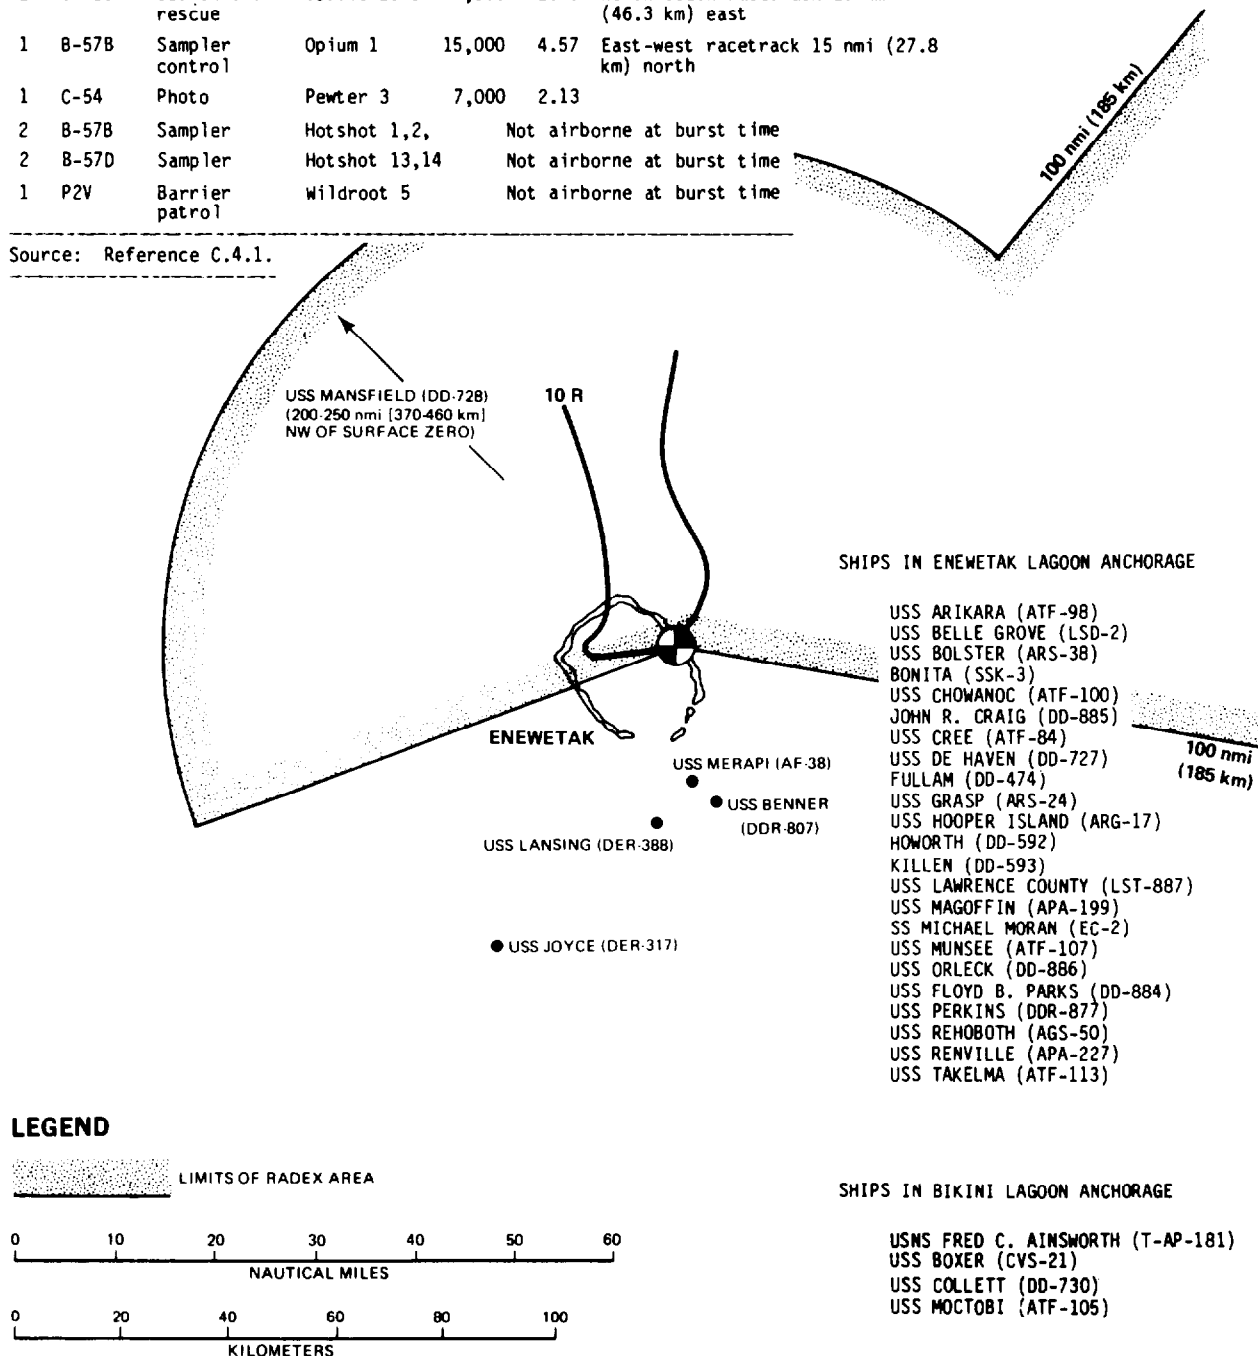 rescue
(46.3 km) east
1 B-57B Sampler Opium 1 15,000 4.57 East-west racetrack 15 nmi (27.8
control km) north
1 C-54 Photo Pewter 3 7,000 2.13
2 B-57B Sampler Hotshot 1,2, Not airborne at burst time
2 B-57D Sampler Hotshot 13,14 Not airborne at burst time
1 P2V Barrier Wildroot 5 Not airborne at burst time
patrol
Source: Reference C.4.1.
100 nmi (185 km)
USS MANSFIELD (DD-728)
(200-250 nmi [370-460 km]
NW OF SURFACE ZERO)
10 R
ENEWETAK
USS MERAPI (AF-38)
USS BENNER
(DDR-807)
USS LANSING (DER-388)
USS JOYCE (DER-317)
100 nmi
(185 km)
SHIPS IN ENEWETAK LAGOON ANCHORAGE
USS ARIKARA (ATF-98)
USS BELLE GROVE (LSD-2)
USS BOLSTER (ARS-38)
BONITA (SSK-3)
USS CHOWANOC (ATF-100)
JOHN R. CRAIG (DD-885)
USS CREE (ATF-84)
USS DE HAVEN (DD-727)
FULLAM (DD-474)
USS GRASP (ARS-24)
USS HOOPER ISLAND (ARG-17)
HOWORTH (DD-592)
KILLEN (DD-593)
USS LAWRENCE COUNTY (LST-887)
USS MAGOFFIN (APA-199)
SS MICHAEL MORAN (EC-2)
USS MUNSEE (ATF-107)
USS ORLECK (DD-886)
USS FLOYD B. PARKS (DD-884)
USS PERKINS (DDR-877)
USS REHOBOTH (AGS-50)
USS RENVILLE (APA-227)
USS TAKELMA (ATF-113)
LEGEND
LIMITS OF RADEX AREA
0 10 20 30 40 50 60
NAUTICAL MILES
0 20 40 60 80 100
KILOMETERS
SHIPS IN BIKINI LAGOON ANCHORAGE
USNS FRED C. AINSWORTH (T-AP-181)
USS BOXER (CVS-21)
USS COLLETT (DD-730)
USS MOCTOBI (ATF-105)